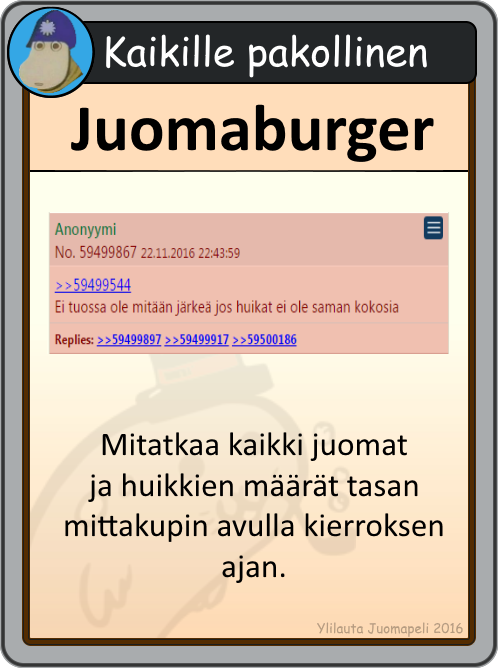 Kaikille pakollinen
Juomaburger
Anonyymi
No. 59499867 22.11.2016 22:43:59
>>59499544
Ei tuossa ole mitään järkeä jos huikat ei ole saman kokosia
Replies: >>59499897 >>59499917 >>59500186
Mitatkaa kaikki juomat
ja huikkien määrät tasan
mittakupin avulla kierroksen
ajan.
Ylilauta Juomapeli 2016